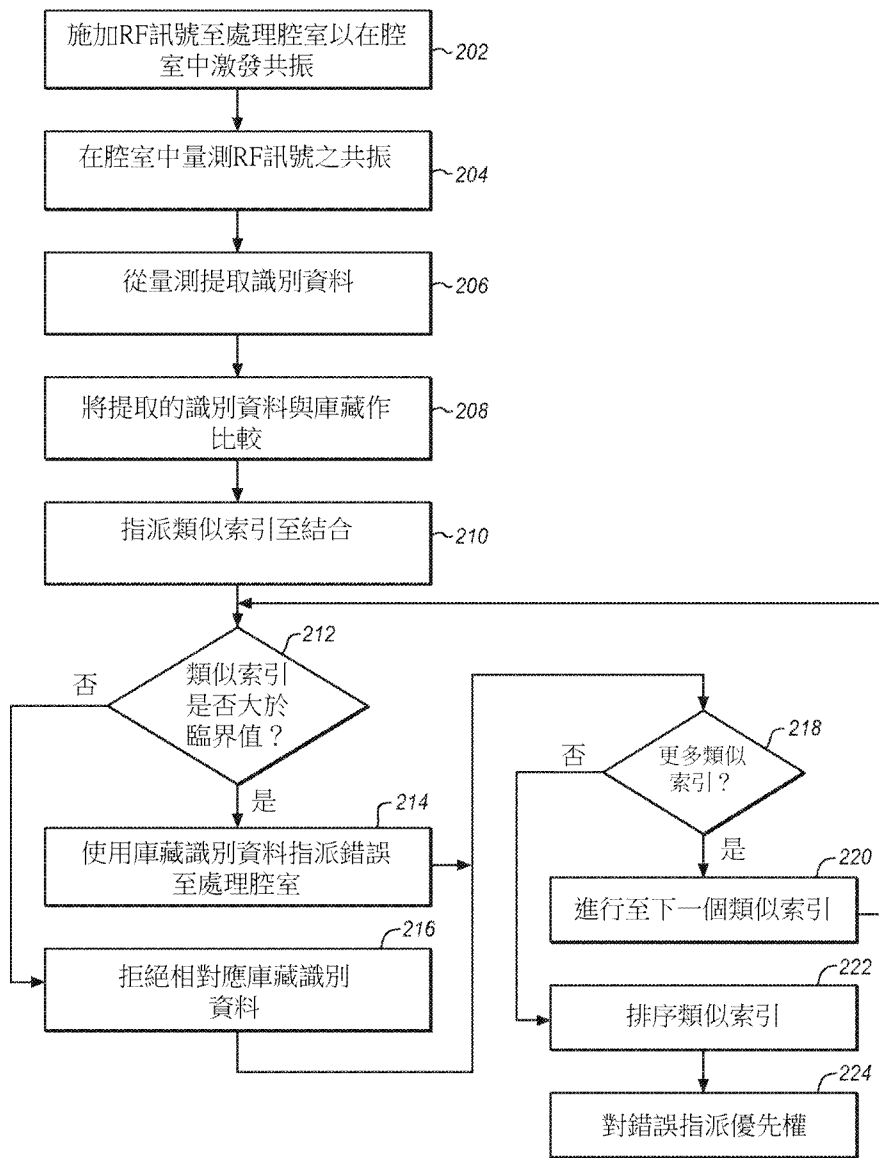 施加RF訊號至處理腔室以在腔
室中激發共振
202
在腔室中量測RF訊號之共振
204
從量測提取識別資料
206
將提取的識別資料與庫藏作
比較
208
指派類似索引至結合
210
212
類似索引
是否大於
臨界值？
否
是
214
使用庫藏識別資料指派錯誤
至處理腔室
216
拒絕相對應庫藏識別
資料
218
更多類似
索引？
否
是
220
進行至下一個類似索引
222
排序類似索引
224
對錯誤指派優先權